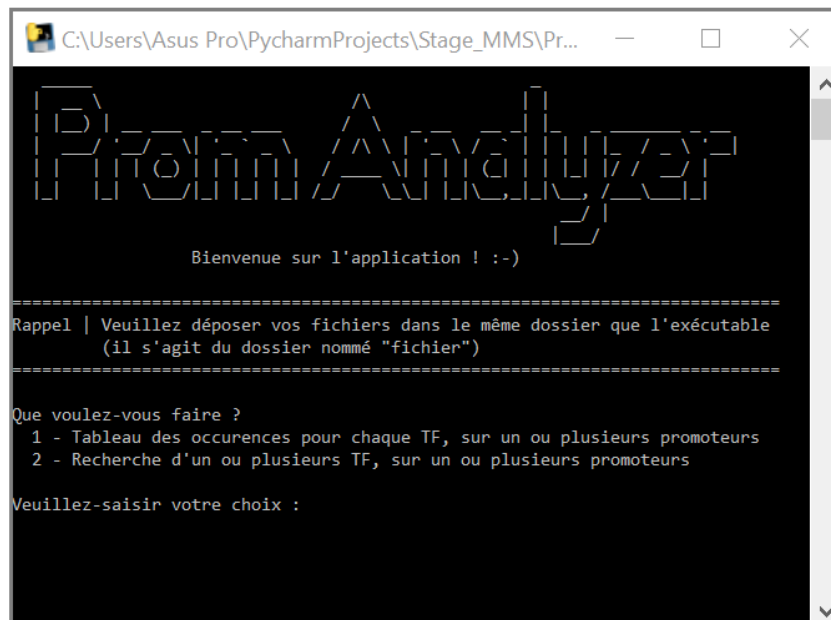 C:\Users\Asus Pro\PycharmProjects\Stage_MMS\Pr...
Prom Analyzer
Bienvenue sur l'application ! :-)
Rappel | Veuillez déposer vos fichiers dans le même dossier que l'exécutable
(il s'agit du dossier nommé "fichier")
Que voulez-vous faire ?
1 - Tableau des occurences pour chaque TF, sur un ou plusieurs promoteurs
2 - Recherche d'un ou plusieurs TF, sur un ou plusieurs promoteurs
Veuillez-saisir votre choix :